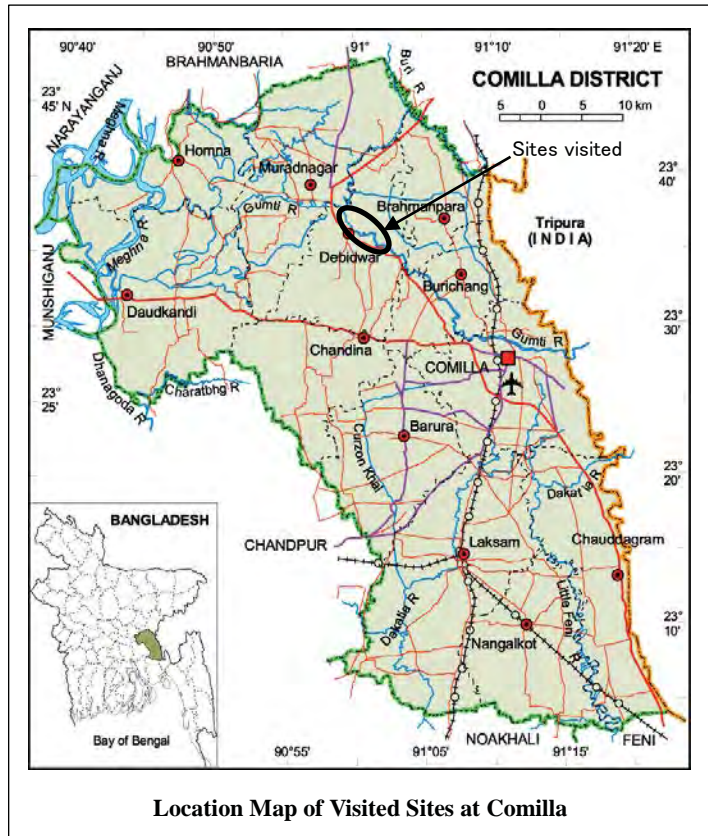 90°40'
90°50'
91°
91°10'
91°20' E
BRAHMANBARIA
Buri R
COMILLA DISTRICT
5 0 5 10 km
23°
45' N
NARAYANGANJ
Meghna R
Homna
Muradnagar
Sites visited
23°
40'
Gumti R
Brahmanpara
Tripura
(INDIA)
Meghna R
Debidwar
Burichang
MUNSHIGANJ
Daudkandi
23°
30'
Gumti R
Chandina
COMILLA
23°
25'
Dhanagoda R
Charatbhg R
Barura
Curzon Khal
23°
20'
Dakatia R
BANGLADESH
CHANDPUR
Laksam
Chauddagram
Little Feni R
Dakatia R
23°
10'
Nangalkot
Bay of Bengal
90°55'
91°05'
NOAKHALI
91°15'
FENI
Location Map of Visited Sites at Comilla